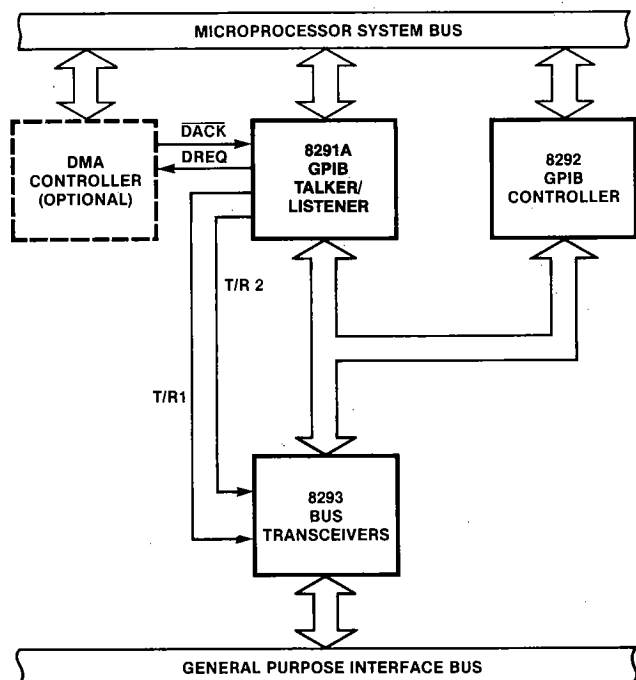 MICROPROCESSOR SYSTEM BUS
DMA
CONTROLLER
(OPTIONAL)
DACK
DREQ
8291A
GPIB
TALKER/
LISTENER
8292
GPIB
CONTROLLER
T/R 2
T/R1
8293
BUS
TRANSCEIVERS
GENERAL PURPOSE INTERFACE BUS